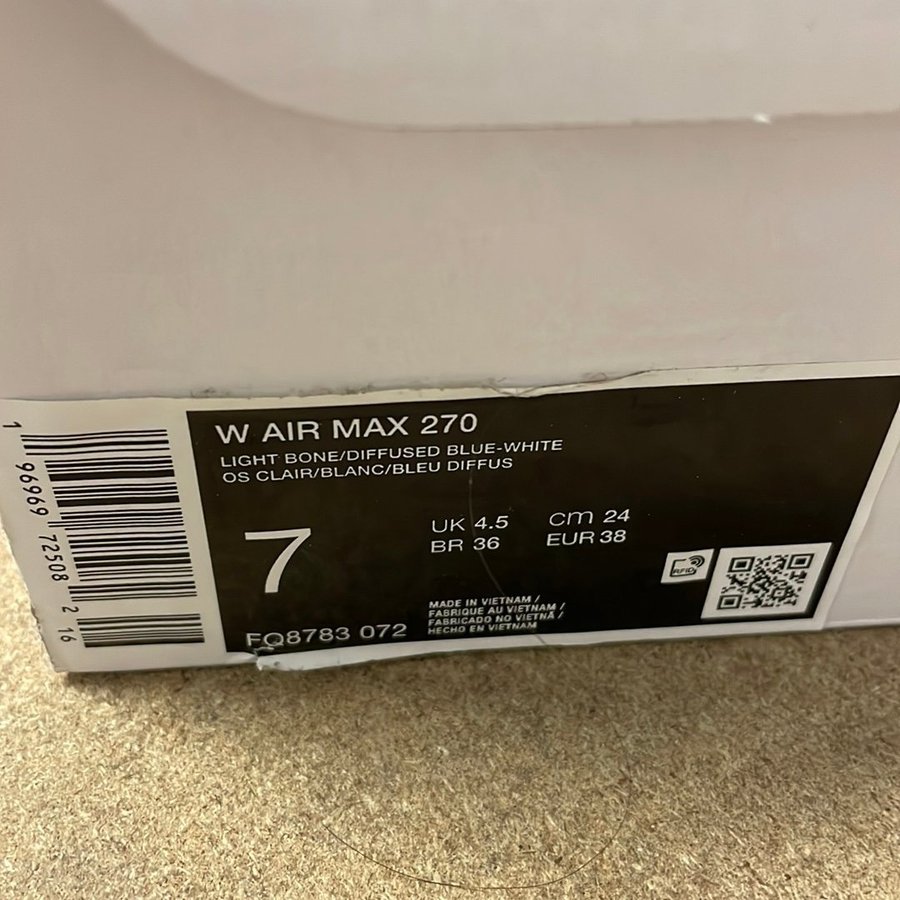 W AIR MAX 270
LIGHT BONE/DIFFUSED BLUE-WHITE
OS CLAIR/BLANC/BLEU DIFFUS
7
UK 4.5 cm 24
BR 36 EUR 38
FQ8783 072
MADE IN VIETNAM /
FABRIQUE AU VIETNAM /
FABRICADO NO VIETNÃ /
HECHO EN VIETNAM
RFID
1 96969 72508 2 16